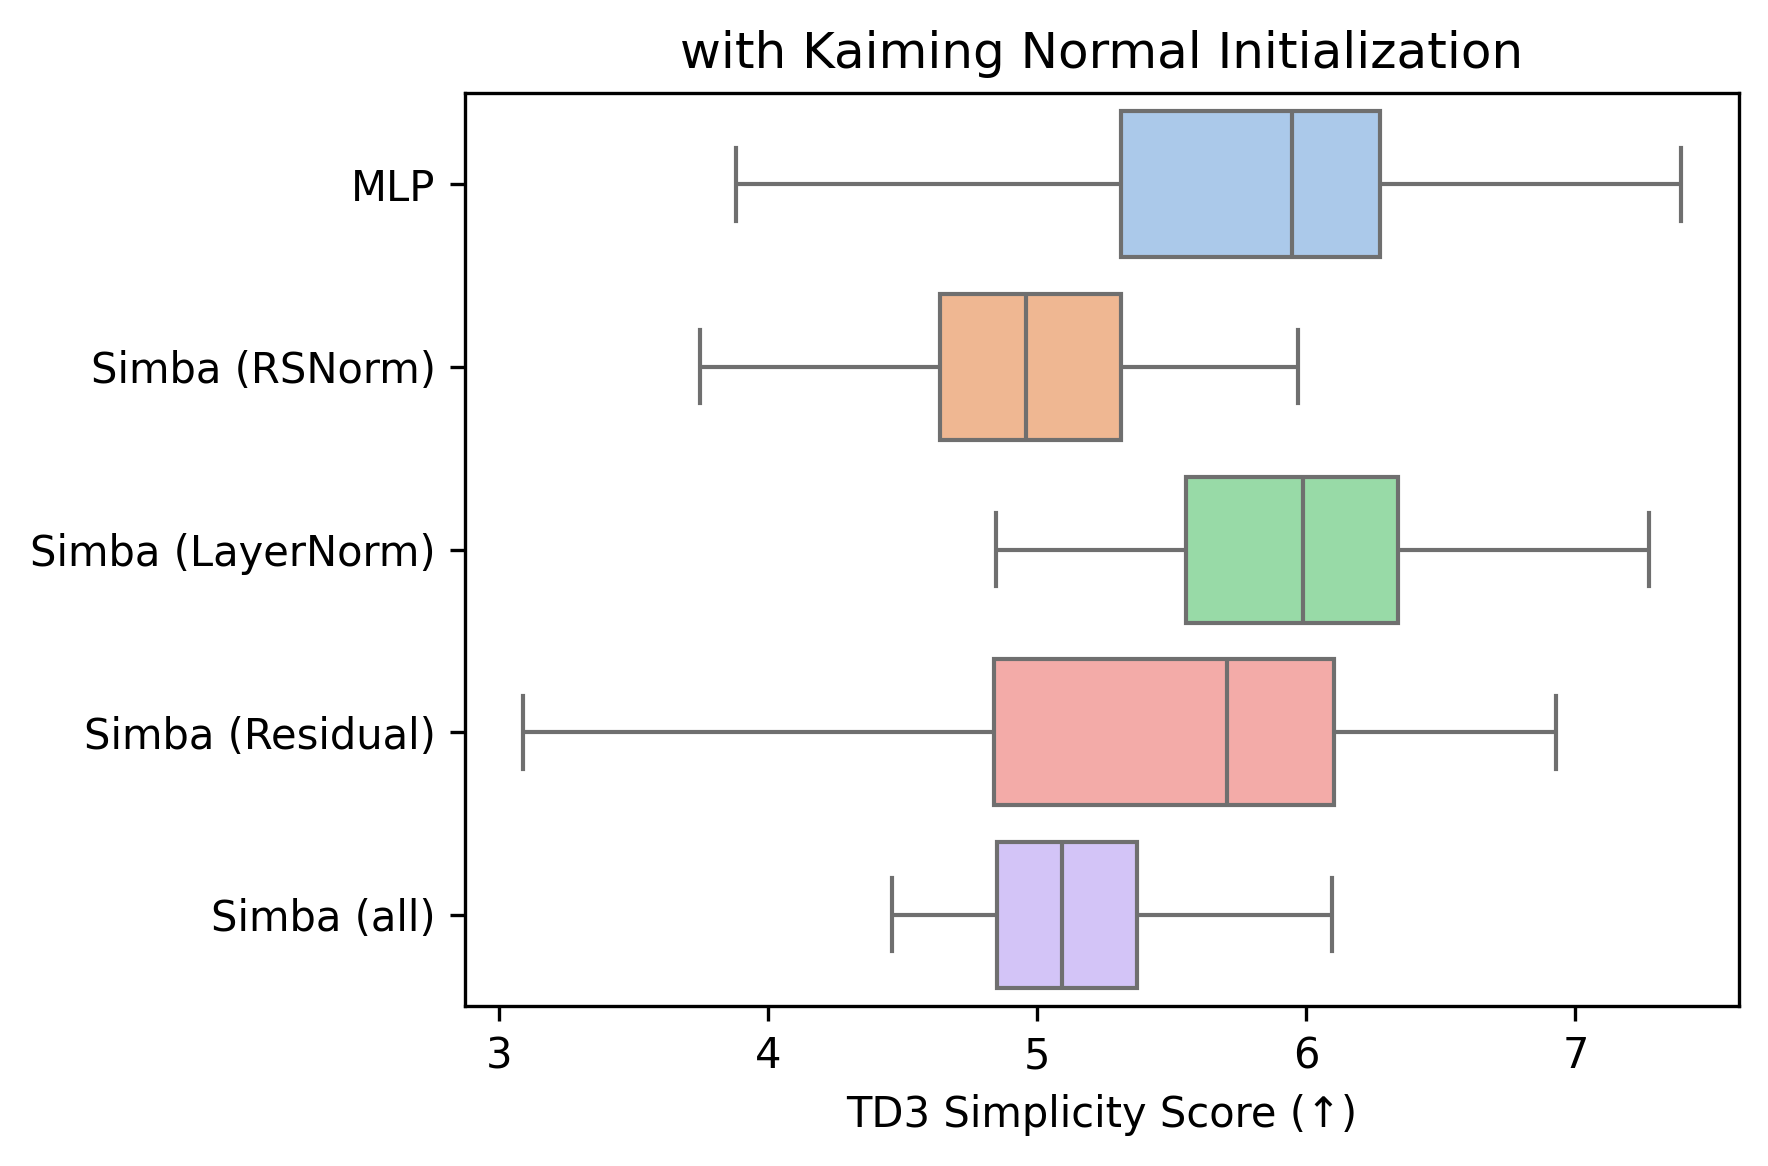 with Kaiming Normal Initialization
MLP
Simba (RSNorm)
Simba (LayerNorm)
Simba (Residual)
Simba (all)
3 4 5 6 7
TD3 Simplicity Score (↑)